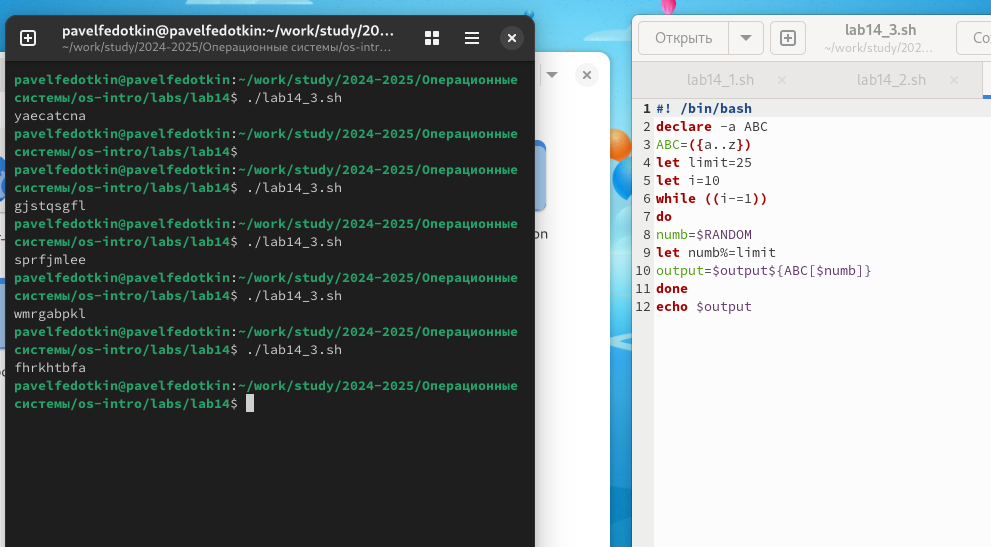 pavelfedotkin@pavelfedotkin:~/work/study/20...
~/work/study/2024-2025/Операционные системы/os-intr...
pavelfedotkin@pavelfedotkin:~/work/study/2024-2025/Операционные
системы/os-intro/labs/lab14$ ./lab14_3.sh
yaecatcna
pavelfedotkin@pavelfedotkin:~/work/study/2024-2025/Операционные
системы/os-intro/labs/lab14$
pavelfedotkin@pavelfedotkin:~/work/study/2024-2025/Операционные
системы/os-intro/labs/lab14$ ./lab14_3.sh
gjstqsgfl
pavelfedotkin@pavelfedotkin:~/work/study/2024-2025/Операционные
системы/os-intro/labs/lab14$ ./lab14_3.sh
sprfjmlee
pavelfedotkin@pavelfedotkin:~/work/study/2024-2025/Операционные
системы/os-intro/labs/lab14$ ./lab14_3.sh
wmrgabpkl
pavelfedotkin@pavelfedotkin:~/work/study/2024-2025/Операционные
системы/os-intro/labs/lab14$ ./lab14_3.sh
fhrkhtbfa
pavelfedotkin@pavelfedotkin:~/work/study/2024-2025/Операционные
системы/os-intro/labs/lab14$
on
Открыть
lab14_3.sh
~/work/study/202...
Со
lab14_1.sh
lab14_2.sh
1 #! /bin/bash
2 declare -a ABC
3 ABC=({a..z})
4 let limit=25
5 let i=10
6 while ((i-=1))
7 do
8 numb=$RANDOM
9 let numb%=limit
10 output=$output${ABC[$numb]}
11 done
12 echo $output